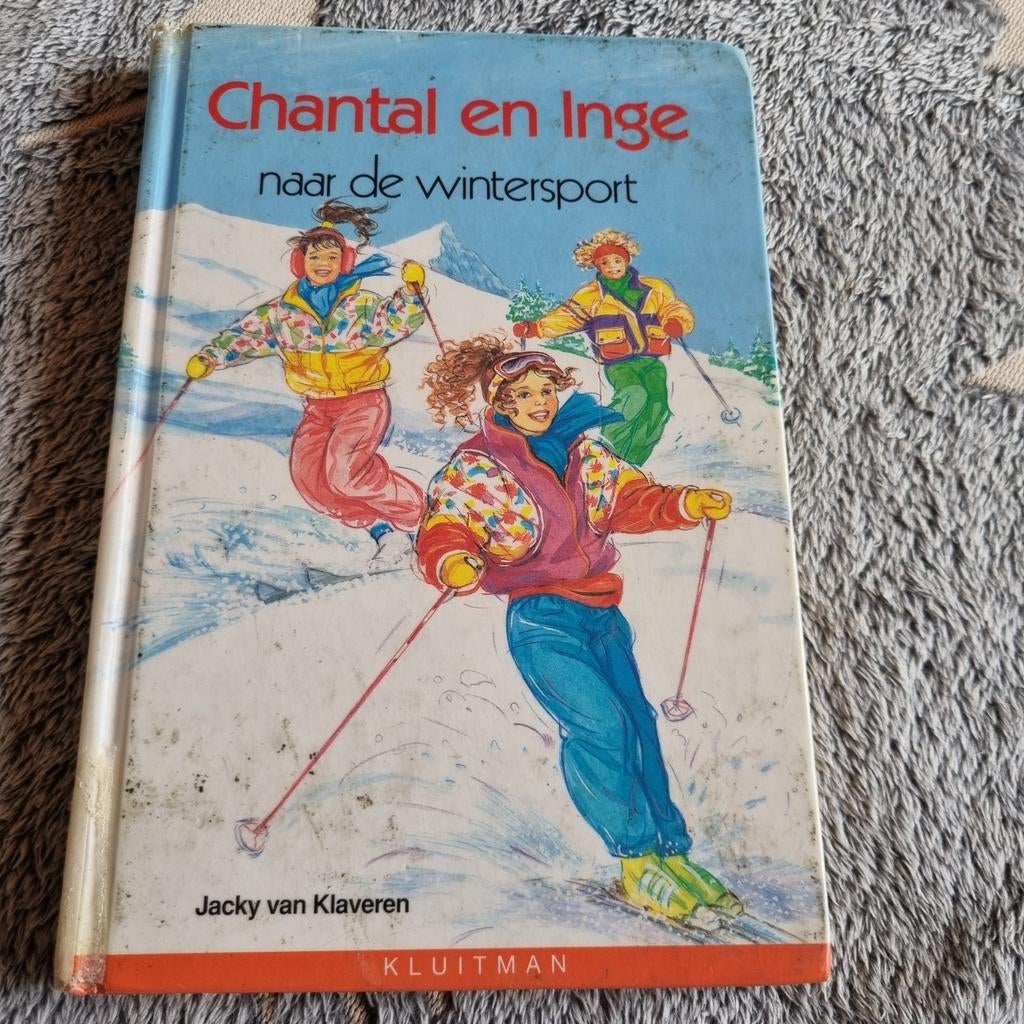 Chantal en Inge
naar de wintersport
Jacky van Klaveren
KLUITMAN